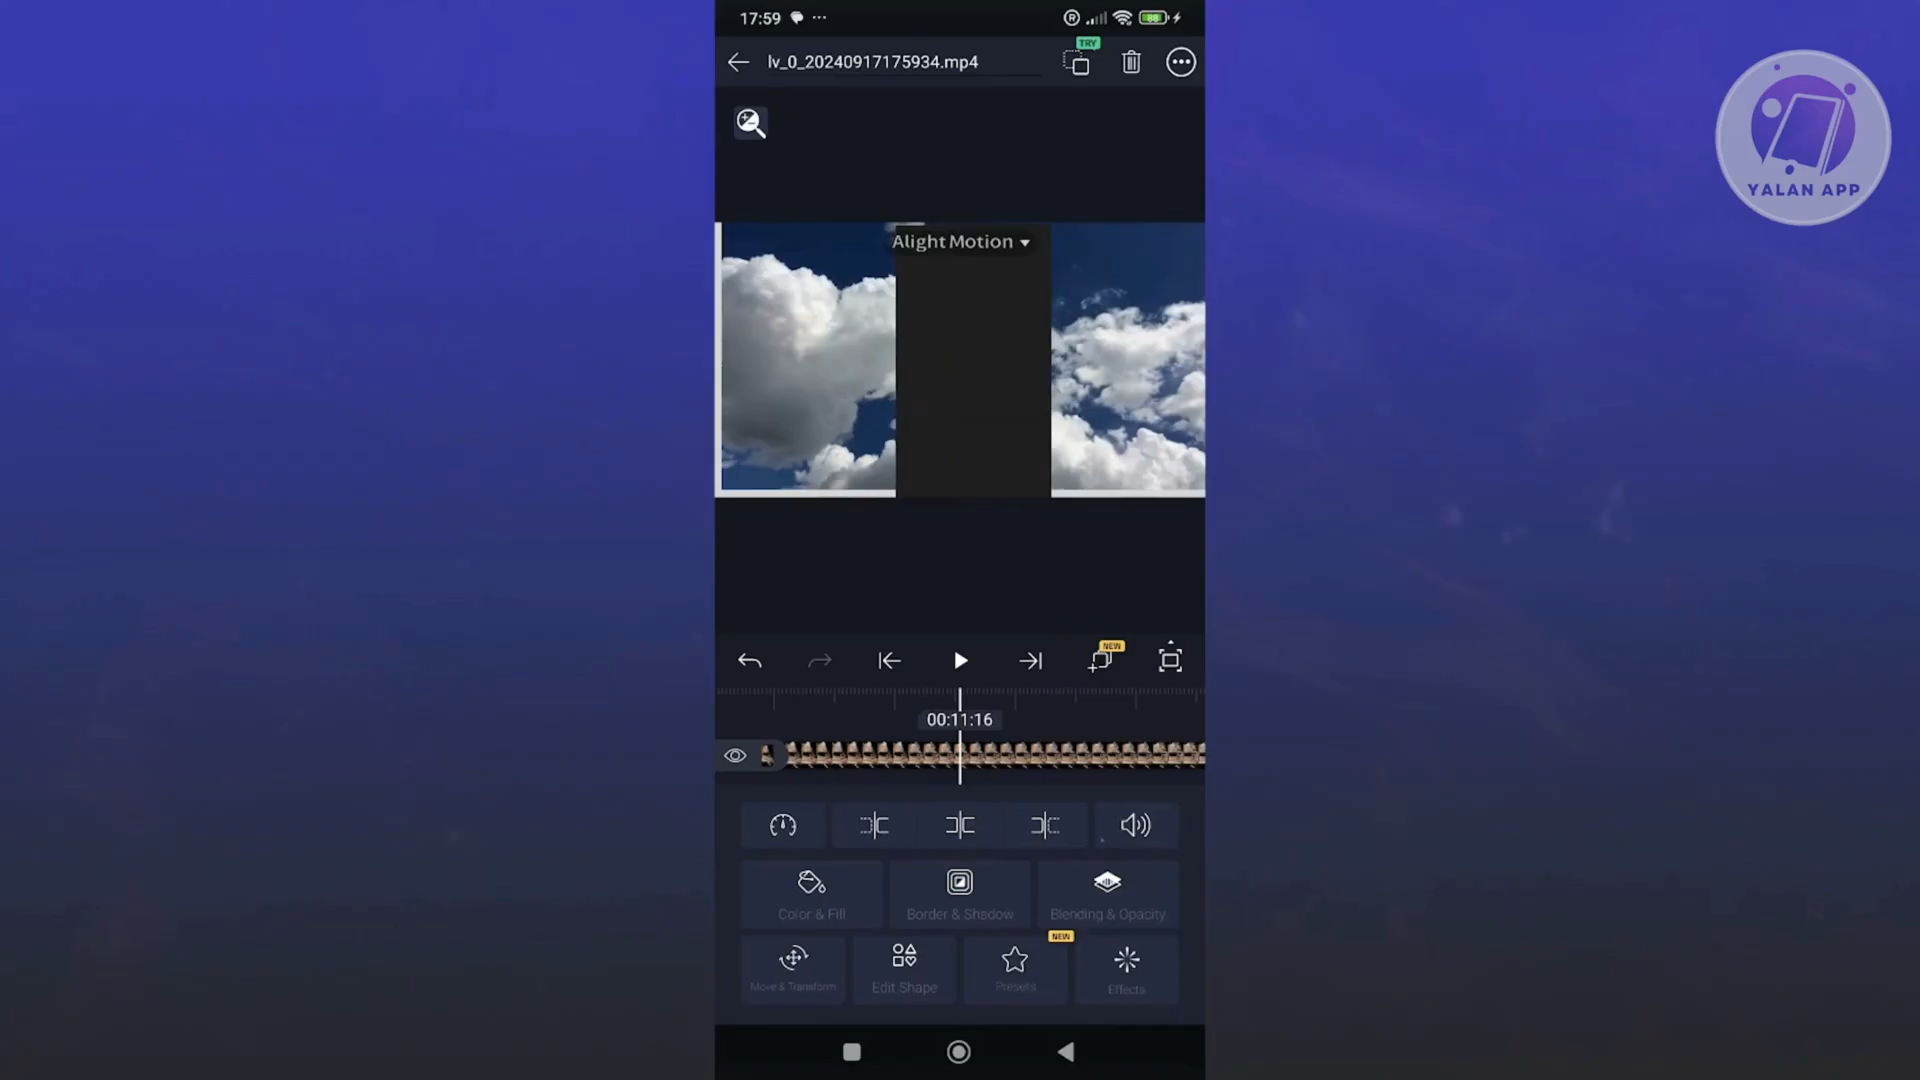 17:59
R
88
TRY
lv_0_20240917175934.mp4
YALAN APP
Alight Motion
NEW
00:11:16
Color & Fill
Border & Shadow
Blending & Opacity
NEW
Move & Transform
Edit Shape
Presets
Effects